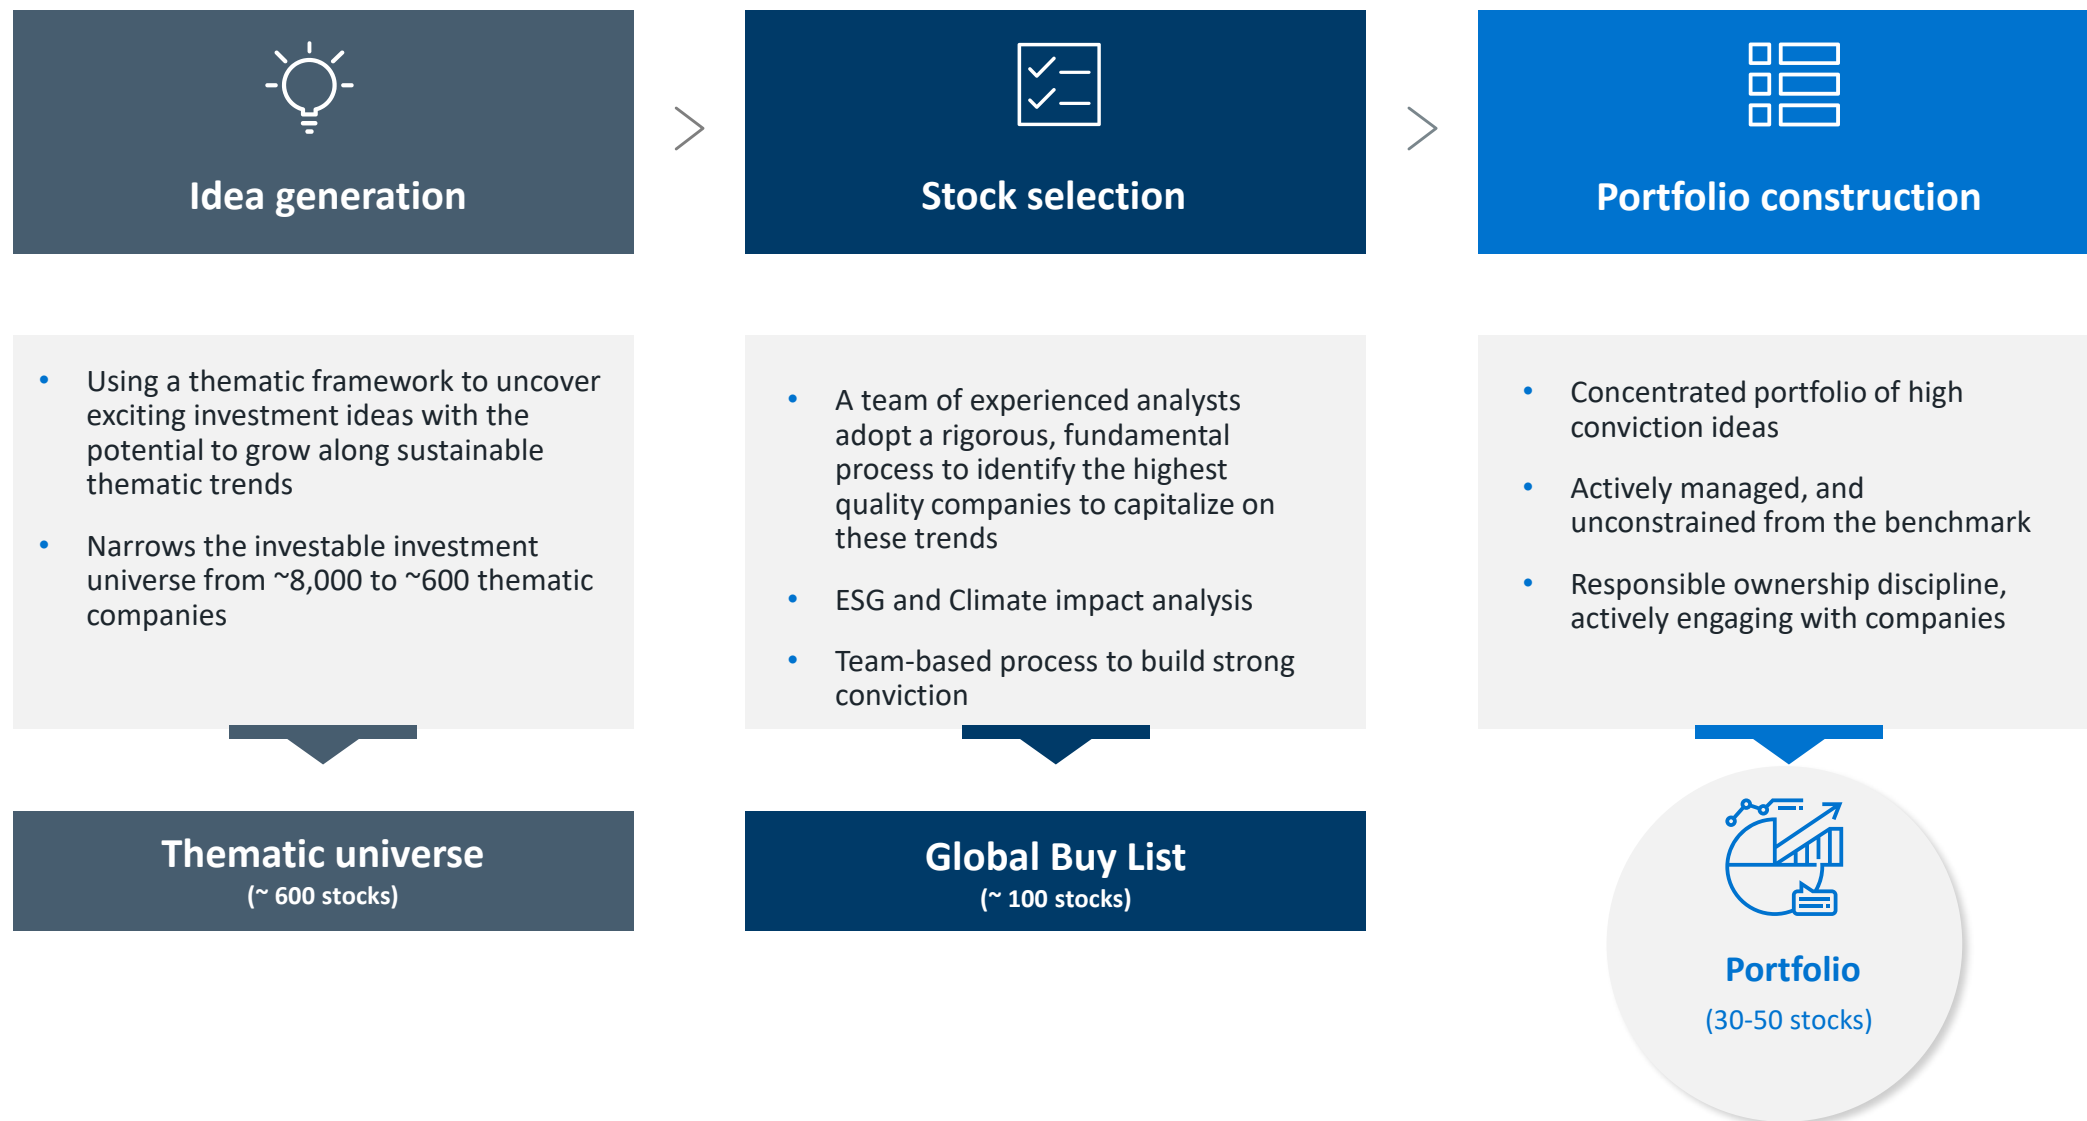 Idea generation
Stock selection
Portfolio construction
• Using a thematic framework to uncover
exciting investment ideas with the
potential to grow along sustainable
thematic trends
• Narrows the investable investment
universe from ~8,000 to ~600 thematic
companies
• A team of experienced analysts
adopt a rigorous, fundamental
process to identify the highest
quality companies to capitalize on
these trends
• ESG and Climate impact analysis
• Team-based process to build strong
conviction
• Concentrated portfolio of high
conviction ideas
• Actively managed, and
unconstrained from the benchmark
• Responsible ownership discipline,
actively engaging with companies
Thematic universe
(~ 600 stocks)
Global Buy List
(~ 100 stocks)
Portfolio
(30-50 stocks)